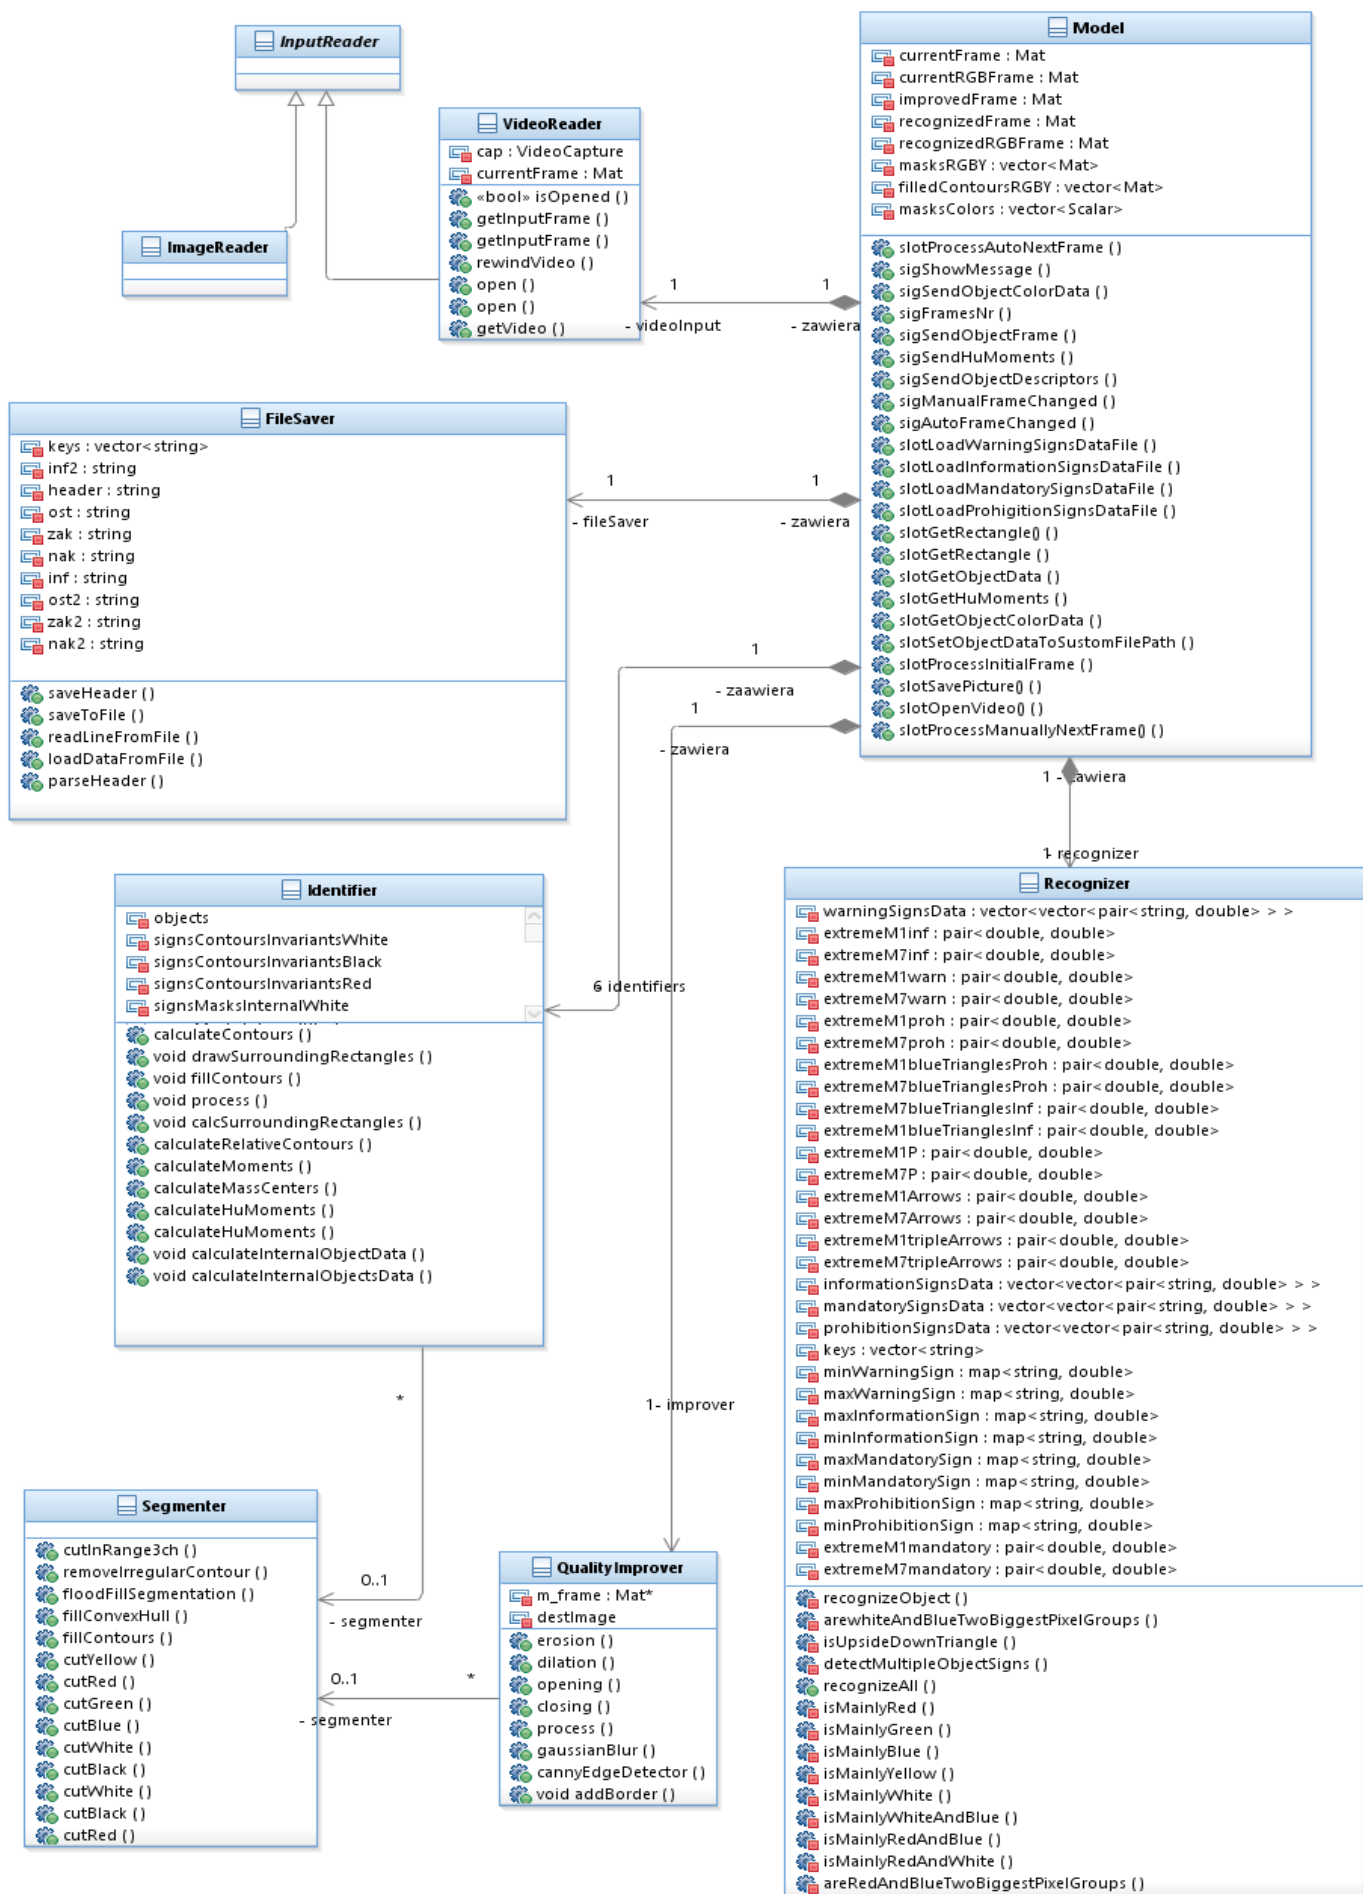 InputReader
Model
currentFrame : Mat
currentRGBFrame : Mat
improvedFrame : Mat
recognizedFrame : Mat
recognizedRGBFrame : Mat
masksRGBY : vector<Mat>
filledContoursRGBY : vector<Mat>
masksColors : vector<Scalar>
slotProcessAutoNextFrame ()
sigShowMessage ()
sigSendObjectColorData ()
sigFramesNr ()
sigSendObjectFrame ()
sigSendHuMoments ()
sigSendObjectDescriptors ()
sigManualFrameChanged ()
sigAutoFrameChanged ()
slotLoadWarningSignsDataFile ()
slotLoadInformationSignsDataFile ()
slotLoadMandatorySignsDataFile ()
slotLoadProhigitionSignsDataFile ()
slotGetRectangle() ()
slotGetRectangle ()
slotGetObjectData ()
slotGetHuMoments ()
slotGetObjectColorData ()
slotSetObjectDataToSustomFilePath ()
slotProcessInitialFrame ()
slotSavePicture() ()
slotOpenVideo() ()
slotProcessManuallyNextFrame() ()
VideoReader
cap : VideoCapture
currentFrame : Mat
«bool» isOpened ()
getInputFrame ()
getInputFrame ()
rewindVideo ()
open ()
open ()
getVideo ()
ImageReader
1
1
- videoInput
- zawiera
FileSaver
keys : vector<string>
inf2 : string
header : string
ost : string
zak : string
nak : string
inf : string
ost2 : string
zak2 : string
nak2 : string
saveHeader ()
saveToFile ()
readLineFromFile ()
loadDataFromFile ()
parseHeader ()
1
1
- fileSaver
- zawiera
1
- zaawiera
1
- zawiera
1 - zawiera
1- recognizer
Identifier
objects
signsContoursInvariantsWhite
signsContoursInvariantsBlack
signsContoursInvariantsRed
signsMasksInternalWhite
calculateContours ()
void drawSurroundingRectangles ()
void fillContours ()
void process ()
void calcSurroundingRectangles ()
calculateRelativeContours ()
calculateMoments ()
calculateMassCenters ()
calculateHuMoments ()
calculateHuMoments ()
void calculateInternalObjectData ()
void calculateInternalObjectsData ()
6 identifiers
Recognizer
warningSignsData : vector<vector<pair<string, double> > >
extremeM1inf : pair<double, double>
extremeM7inf : pair<double, double>
extremeM1warn : pair<double, double>
extremeM7warn : pair<double, double>
extremeM1proh : pair<double, double>
extremeM7proh : pair<double, double>
extremeM1blueTrianglesProh : pair<double, double>
extremeM7blueTrianglesProh : pair<double, double>
extremeM7blueTrianglesInf : pair<double, double>
extremeM1blueTrianglesInf : pair<double, double>
extremeM1P : pair<double, double>
extremeM7P : pair<double, double>
extremeM1Arrows : pair<double, double>
extremeM7Arrows : pair<double, double>
extremeM1tripleArrows : pair<double, double>
extremeM7tripleArrows : pair<double, double>
informationSignsData : vector<vector<pair<string, double> > >
mandatorySignsData : vector<vector<pair<string, double> > >
prohibitionSignsData : vector<vector<pair<string, double> > >
keys : vector<string>
minWarningSign : map<string, double>
maxWarningSign : map<string, double>
maxInformationSign : map<string, double>
minInformationSign : map<string, double>
maxMandatorySign : map<string, double>
minMandatorySign : map<string, double>
maxProhibitionSign : map<string, double>
minProhibitionSign : map<string, double>
extremeM1mandatory : pair<double, double>
extremeM7mandatory : pair<double, double>
recognizeObject ()
arewhiteAndBlueTwoBiggestPixelGroups ()
isUpsideDownTriangle ()
detectMultipleObjectSigns ()
recognizeAll ()
isMainlyRed ()
isMainlyGreen ()
isMainlyBlue ()
isMainlyYellow ()
isMainlyWhite ()
isMainlyWhiteAndBlue ()
isMainlyRedAndBlue ()
isMainlyRedAndWhite ()
areRedAndBlueTwoBiggestPixelGroups ()
*
1- improver
Segmenter
cutInRange3ch ()
removeIrregularContour ()
floodFillSegmentation ()
fillConvexHull ()
fillContours ()
cutYellow ()
cutRed ()
cutGreen ()
cutBlue ()
cutWhite ()
cutBlack ()
cutWhite ()
cutBlack ()
cutRed ()
0..1
- segmenter
0..1
*
- segmenter
QualityImprover
m_frame : Mat*
destImage
erosion ()
dilation ()
opening ()
closing ()
process ()
gaussianBlur ()
cannyEdgeDetector ()
void addBorder ()